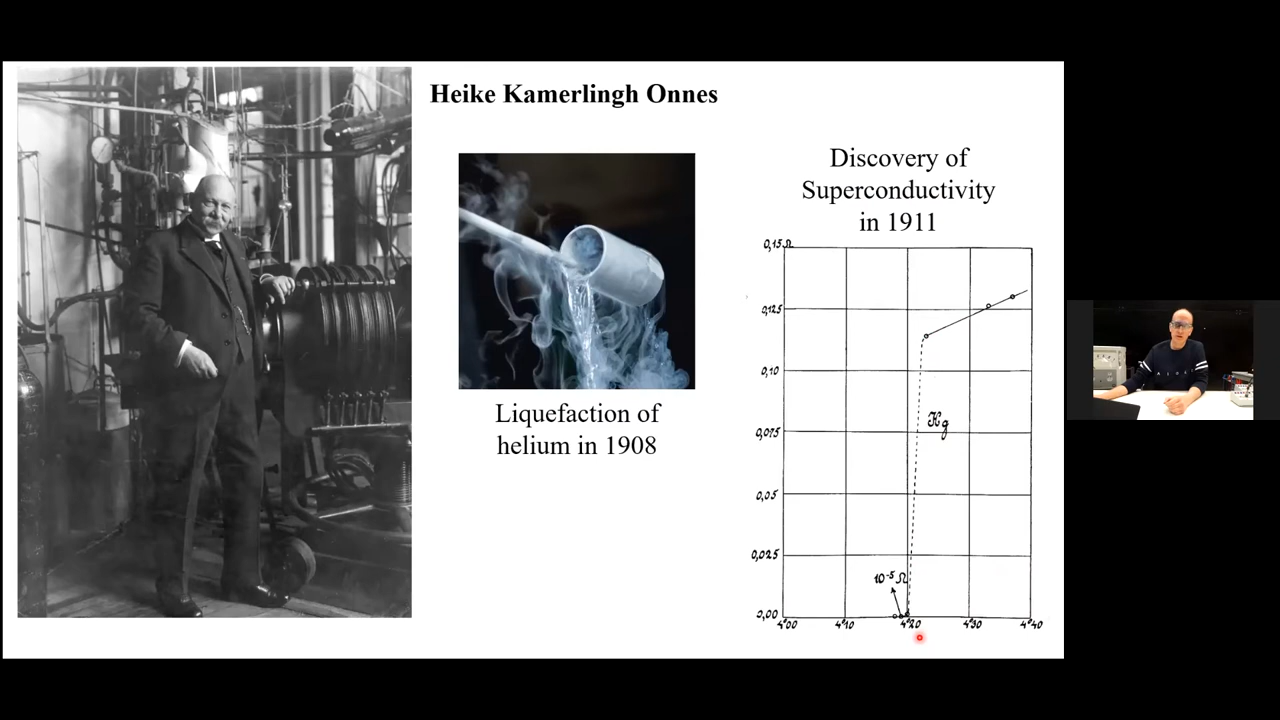 Heike Kamerlingh Onnes
Liquefaction of
helium in 1908
Discovery of
Superconductivity
in 1911
0,15 Ω
0,125
0,10
0,075
0,05
0,025
0,00
Hg
10⁻⁵ Ω
4°00 4°10 4°20 4°30 4°40